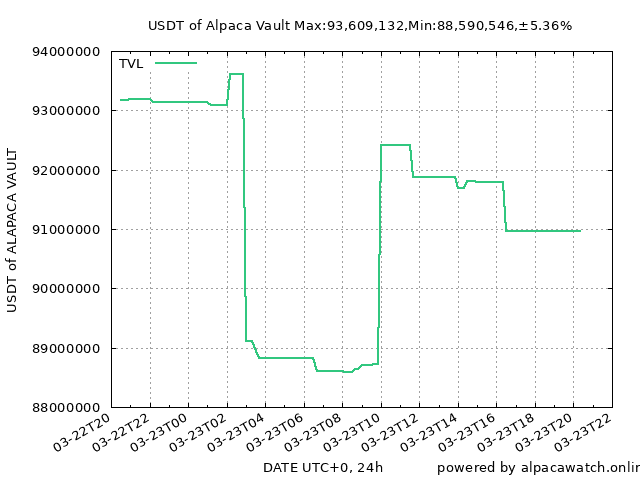 USDT of Alpaca Vault Max:93,609,132,Min:88,590,546,±5.36%
94000000
TVL
93000000
92000000
91000000
90000000
89000000
88000000
USDT of ALAPACA VAULT
03-22T20
03-22T22
03-23T00
03-23T02
03-23T04
03-23T06
03-23T08
03-23T10
03-23T12
03-23T14
03-23T16
03-23T18
03-23T20
03-23T22
DATE UTC+0, 24h
powered by alpacawatch.onlin